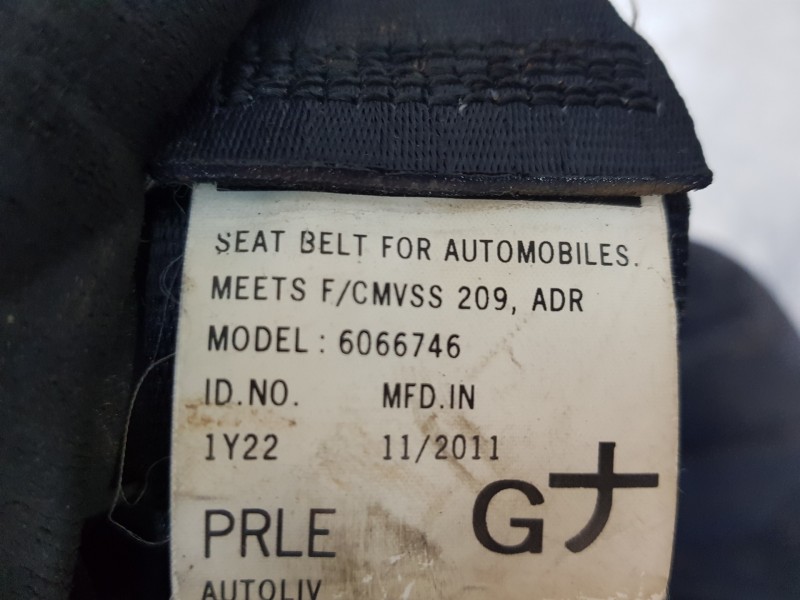 SEAT BELT FOR AUTOMOBILES.
MEETS F/CMVSS 209, ADR
MODEL: 6066746
ID.NO. MFD.IN
1Y22 11/2011
PRLE G ナ
AUTOLIV